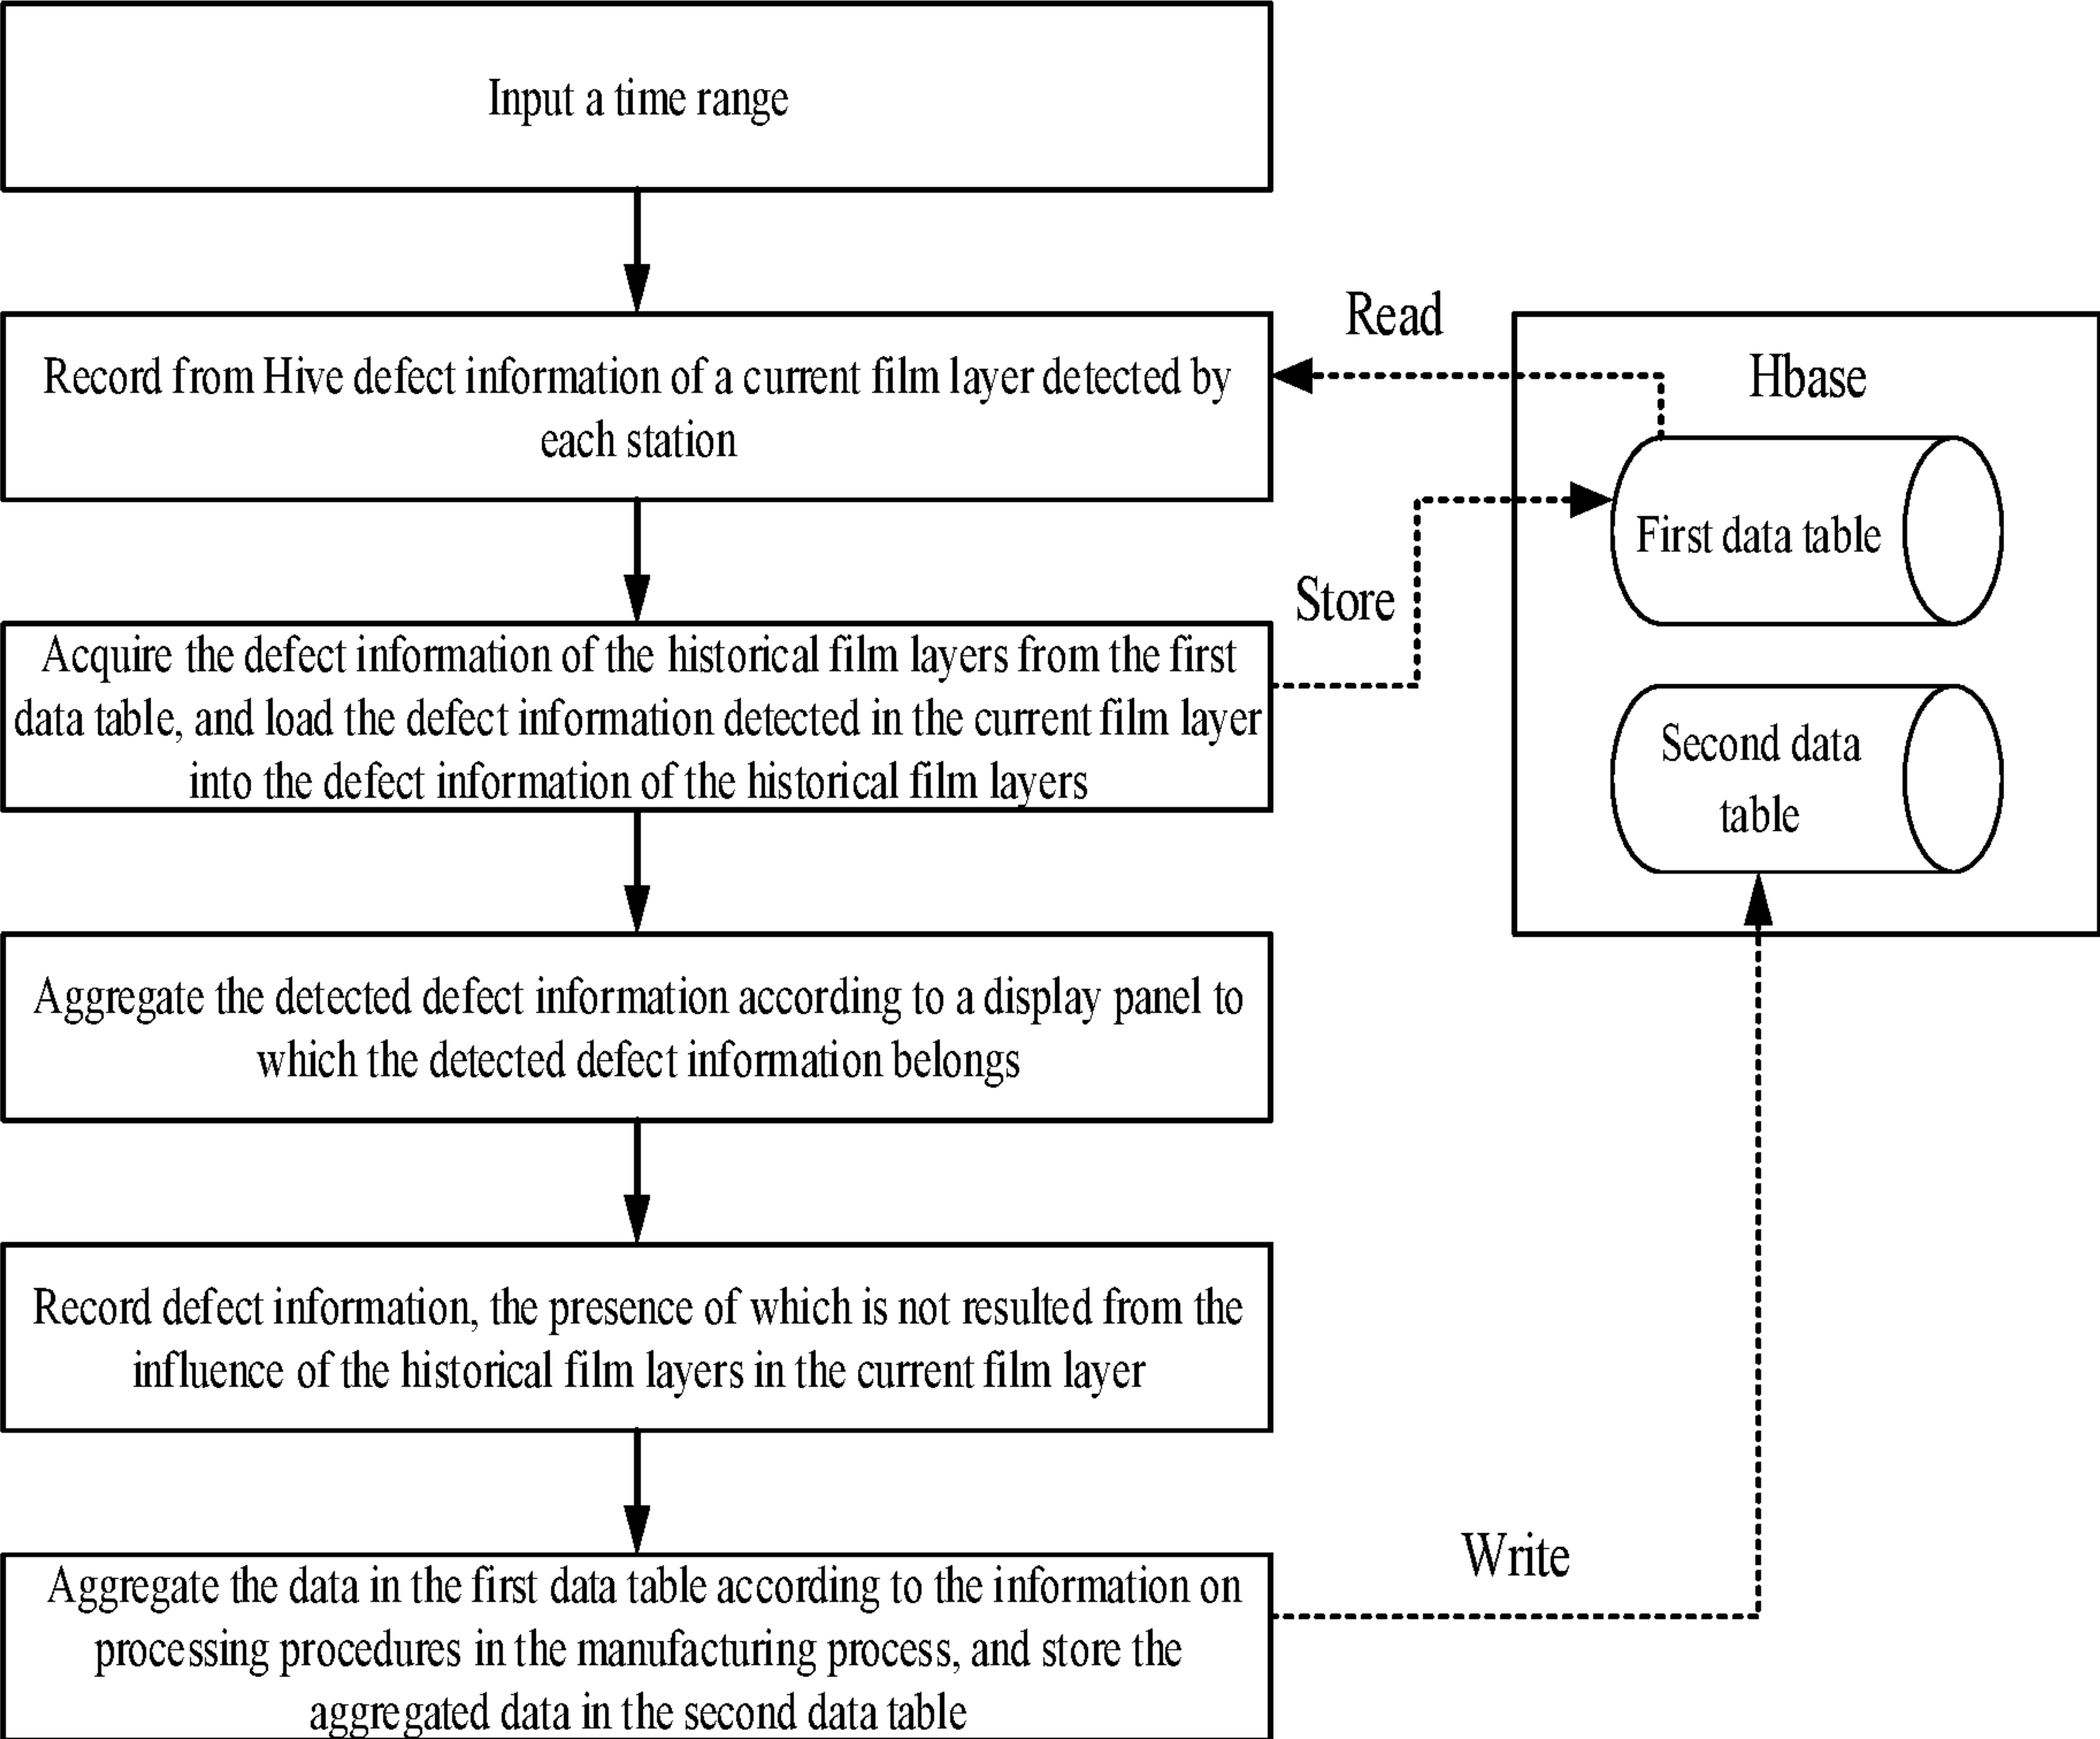 Input a time range
Record from Hive defect information of a current film layer detected by
each station
Read
Hbase
First data table
Store
Acquire the defect information of the historical film layers from the first
data table, and load the defect information detected in the current film layer
into the defect information of the historical film layers
Second data
table
Aggregate the detected defect information according to a display panel to
which the detected defect information belongs
Record defect information, the presence of which is not resulted from the
influence of the historical film layers in the current film layer
Write
Aggregate the data in the first data table according to the information on
processing procedures in the manufacturing process, and store the
aggregated data in the second data table